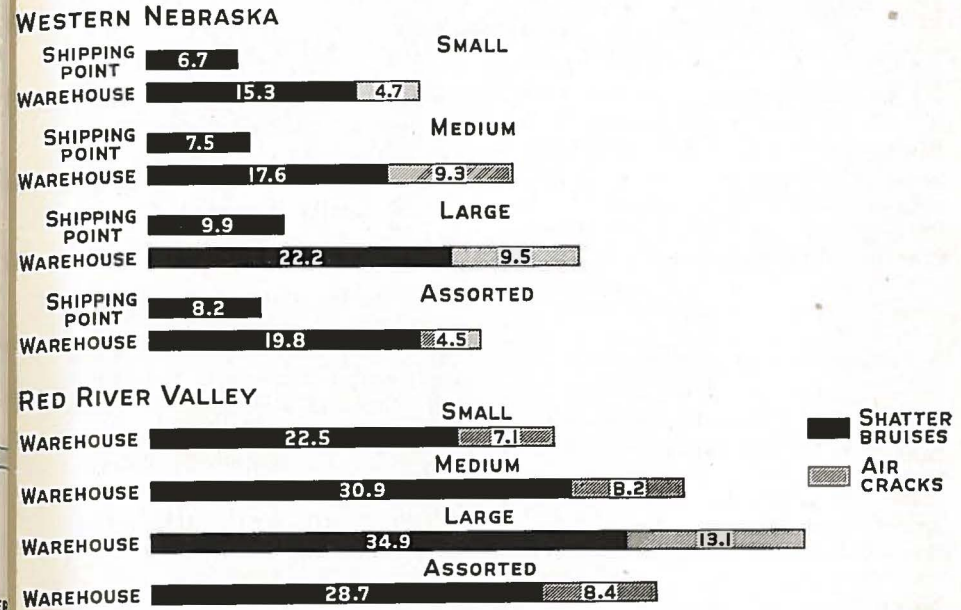 WESTERN NEBRASKA
SMALL
SHIPPING POINT 6.7
WAREHOUSE 15.3 4.7
MEDIUM
SHIPPING POINT 7.5
WAREHOUSE 17.6 9.3
LARGE
SHIPPING POINT 9.9
WAREHOUSE 22.2 9.5
ASSORTED
SHIPPING POINT 8.2
WAREHOUSE 19.8 4.5
RED RIVER VALLEY
SMALL
WAREHOUSE 22.5 7.1
MEDIUM
WAREHOUSE 30.9 8.2
LARGE
WAREHOUSE 34.9 13.1
ASSORTED
WAREHOUSE 28.7 8.4
SHATTER
BRUISES
AIR
CRACKS